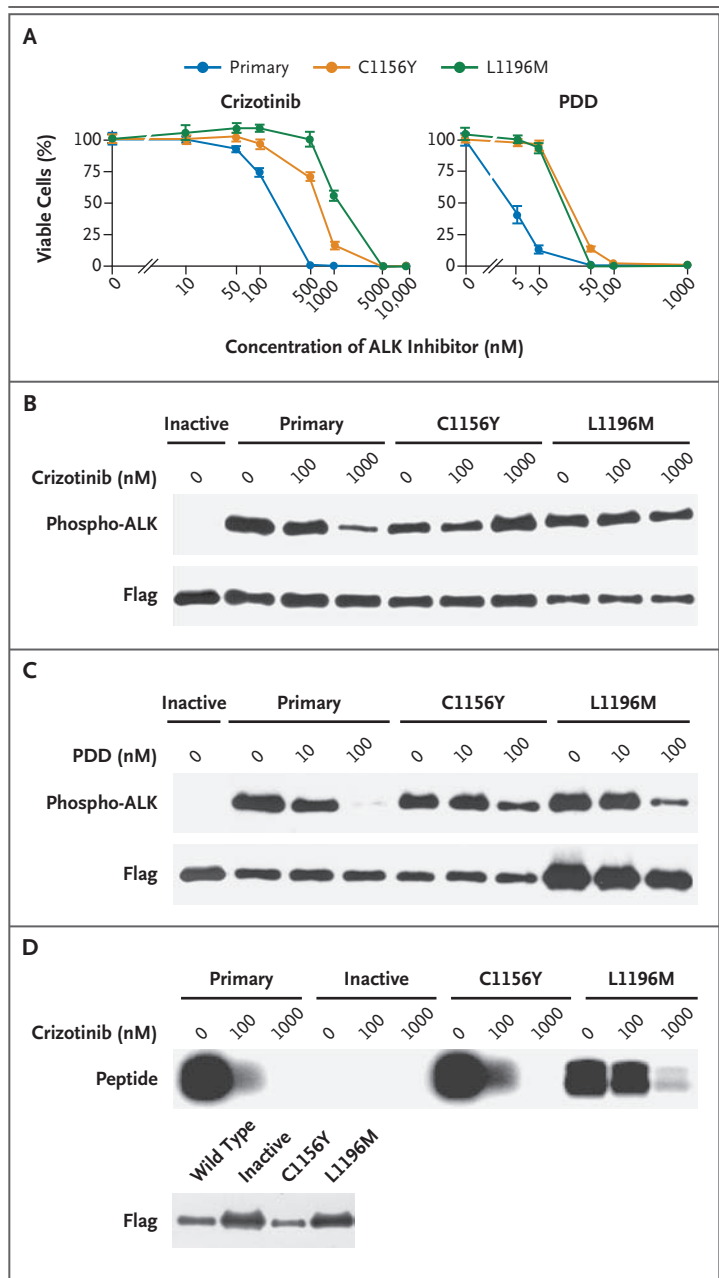 A
Primary C1156Y L1196M
Crizotinib PDD
Viable Cells (%)
100
75
50
25
0
0 10 50 100 500 1000 5000 10,000
100
75
50
25
0
0 5 10 50 100 1000
Concentration of ALK Inhibitor (nM)
B
Inactive Primary C1156Y L1196M
Crizotinib (nM) 0 0 100 1000 0 100 1000 0 100 1000
Phospho-ALK
Flag
C
Inactive Primary C1156Y L1196M
PDD (nM) 0 0 10 100 0 10 100 0 10 100
Phospho-ALK
Flag
D
Primary Inactive C1156Y L1196M
Crizotinib (nM) 0 100 1000 0 100 1000 0 100 1000 0 100 1000
Peptide
Wild Type Inactive C1156Y L1196M
Flag